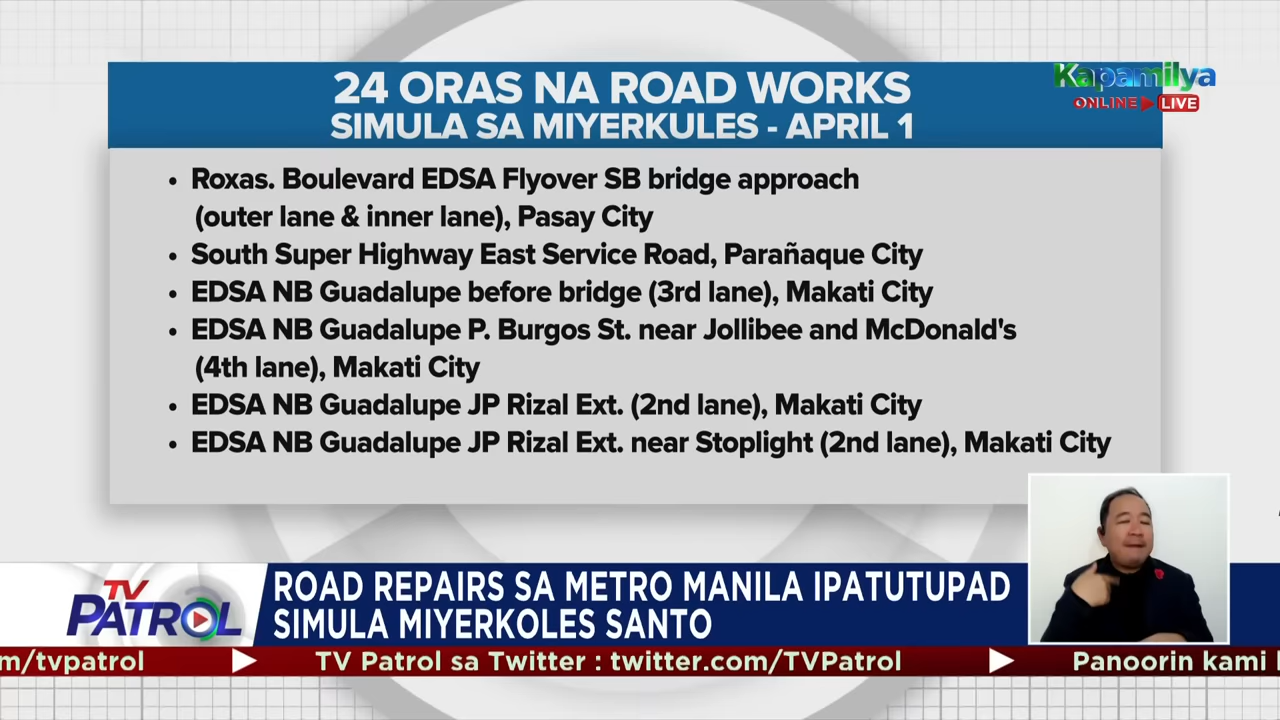 24 ORAS NA ROAD WORKS
SIMULA SA MIYERKULES - APRIL 1
Kapamilya
ONLINE LIVE
• Roxas. Boulevard EDSA Flyover SB bridge approach
(outer lane & inner lane), Pasay City
• South Super Highway East Service Road, Parañaque City
• EDSA NB Guadalupe before bridge (3rd lane), Makati City
• EDSA NB Guadalupe P. Burgos St. near Jollibee and McDonald's
(4th lane), Makati City
• EDSA NB Guadalupe JP Rizal Ext. (2nd lane), Makati City
• EDSA NB Guadalupe JP Rizal Ext. near Stoplight (2nd lane), Makati City
TV
PATROL
ROAD REPAIRS SA METRO MANILA IPATUTUPAD
SIMULA MIYERKOLES SANTO
m/tvpatrol TV Patrol sa Twitter : twitter.com/TVPatrol Panoorin kami